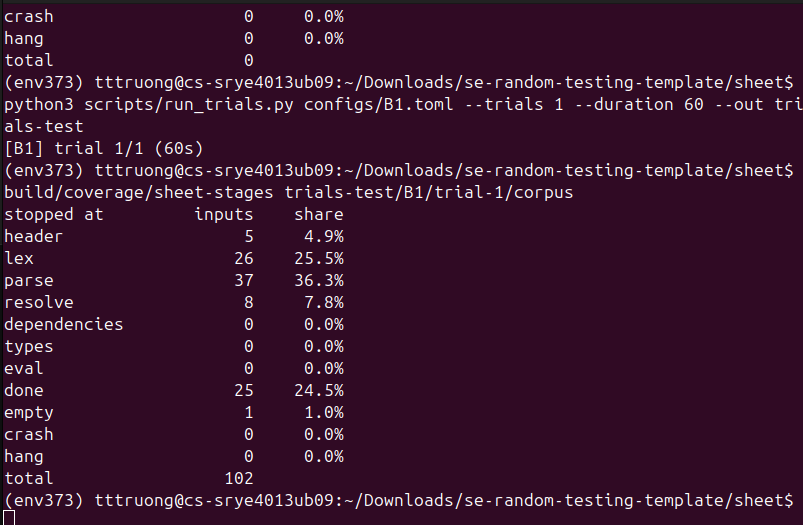 crash                    0     0.0%
hang                     0     0.0%
total                    0
(env373) tttruong@cs-srye4013ub09:~/Downloads/se-random-testing-template/sheet$
python3 scripts/run_trials.py configs/B1.toml --trials 1 --duration 60 --out tri
als-test
[B1] trial 1/1 (60s)
(env373) tttruong@cs-srye4013ub09:~/Downloads/se-random-testing-template/sheet$
build/coverage/sheet-stages trials-test/B1/trial-1/corpus
stopped at          inputs    share
header                   5     4.9%
lex                     26    25.5%
parse                   37    36.3%
resolve                  8     7.8%
dependencies             0     0.0%
types                    0     0.0%
eval                     0     0.0%
done                    25    24.5%
empty                    1     1.0%
crash                    0     0.0%
hang                     0     0.0%
total                  102
(env373) tttruong@cs-srye4013ub09:~/Downloads/se-random-testing-template/sheet$